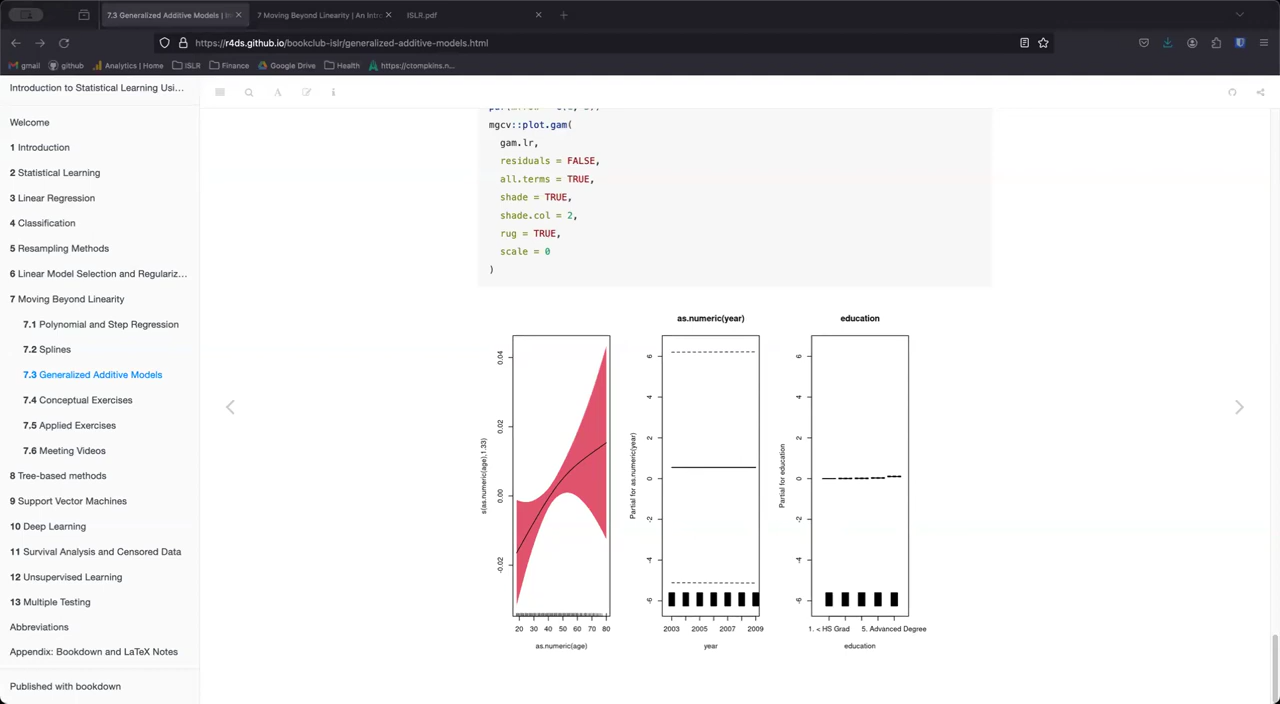 7.3 Generalized Additive Models | I
7 Moving Beyond Linearity | An Intro
ISLR.pdf
https://r4ds.github.io/bookclub-islr/generalized-additive-models.html
gmail
github
Analytics | Home
ISLR
Finance
Google Drive
Health
https://ctompkins.n...
Introduction to Statistical Learning Usi...
Welcome
1 Introduction
2 Statistical Learning
3 Linear Regression
4 Classification
5 Resampling Methods
6 Linear Model Selection and Regulariz...
7 Moving Beyond Linearity
7.1 Polynomial and Step Regression
7.2 Splines
7.3 Generalized Additive Models
7.4 Conceptual Exercises
7.5 Applied Exercises
7.6 Meeting Videos
8 Tree-based methods
9 Support Vector Machines
10 Deep Learning
11 Survival Analysis and Censored Data
12 Unsupervised Learning
13 Multiple Testing
Abbreviations
Appendix: Bookdown and LaTeX Notes
Published with bookdown
mgcv::plot.gam(
gam.lr,
residuals = FALSE,
all.terms = TRUE,
shade = TRUE,
shade.col = 2,
rug = TRUE,
scale = 0
)
s(as.numeric(age),1.33)
0.04
0.02
0.00
-0.02
20 30 40 50 60 70 80
as.numeric(age)
as.numeric(year)
Partial for as.numeric(year)
6
4
2
0
-2
-4
-6
2003 2005 2007 2009
year
education
Partial for education
6
4
2
0
-2
-4
-6
1. < HS Grad 5. Advanced Degree
education